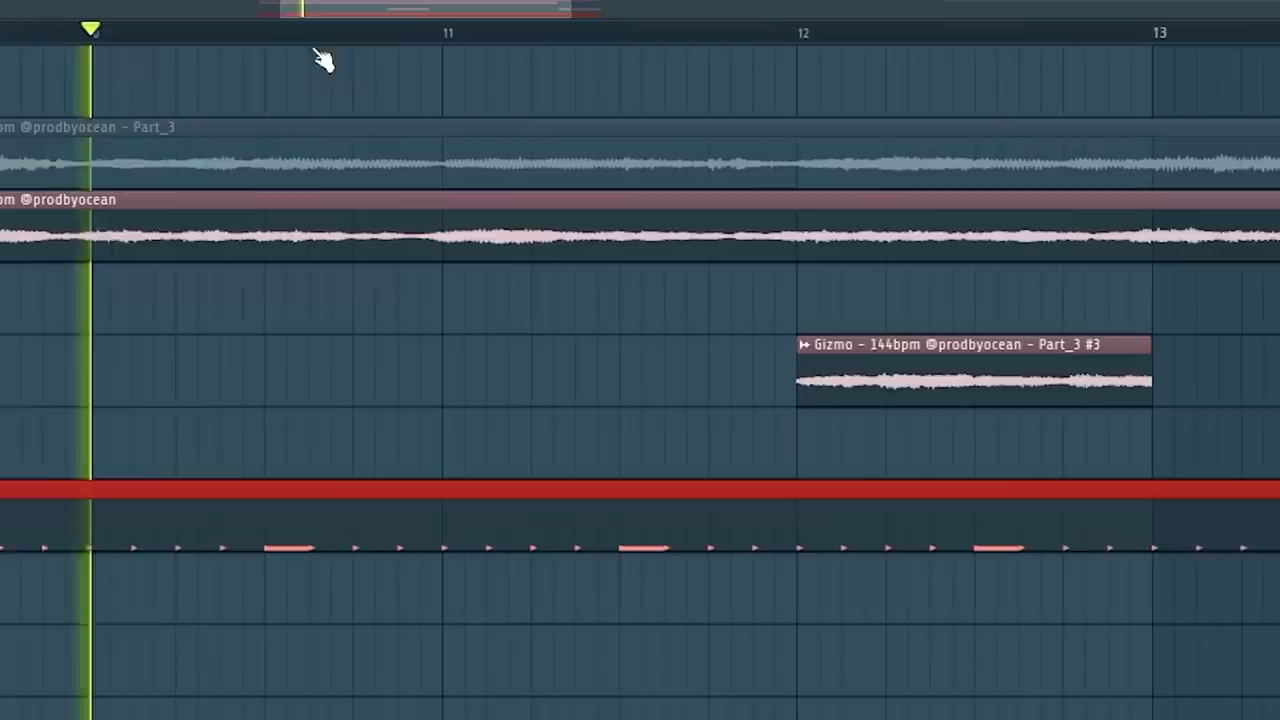 11
12
13
om @prodbyocean - Part_3
om @prodbyocean
Gizmo - 144bpm @prodbyocean - Part_3 #3